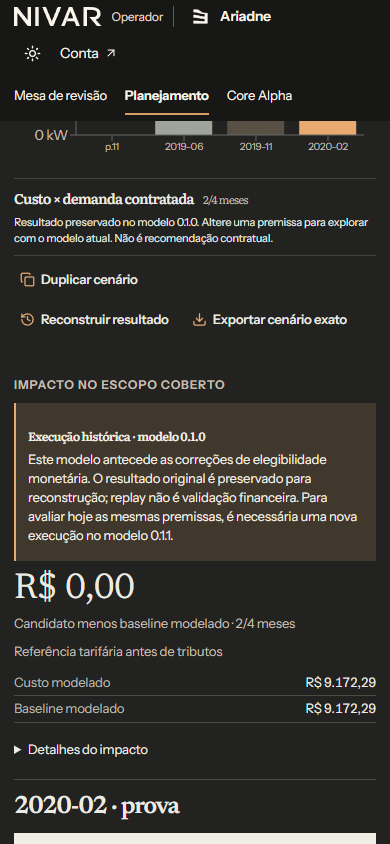 NIVAR Operador Ariadne
Conta ↗
Mesa de revisão Planejamento Core Alpha
0 kW
p.11 2019-06 2019-11 2020-02
Custo × demanda contratada 2/4 meses
Resultado preservado no modelo 0.1.0. Altere uma premissa para explorar
com o modelo atual. Não é recomendação contratual.
Duplicar cenário
Reconstruir resultado Exportar cenário exato
IMPACTO NO ESCOPO COBERTO
Execução histórica · modelo 0.1.0
Este modelo antecede as correções de elegibilidade
monetária. O resultado original é preservado para
reconstrução; replay não é validação financeira. Para
avaliar hoje as mesmas premissas, é necessária uma nova
execução no modelo 0.1.1.
R$ 0,00
Candidato menos baseline modelado · 2/4 meses
Referência tarifária antes de tributos
Custo modelado R$ 9.172,29
Baseline modelado R$ 9.172,29
Detalhes do impacto
2020-02 · prova